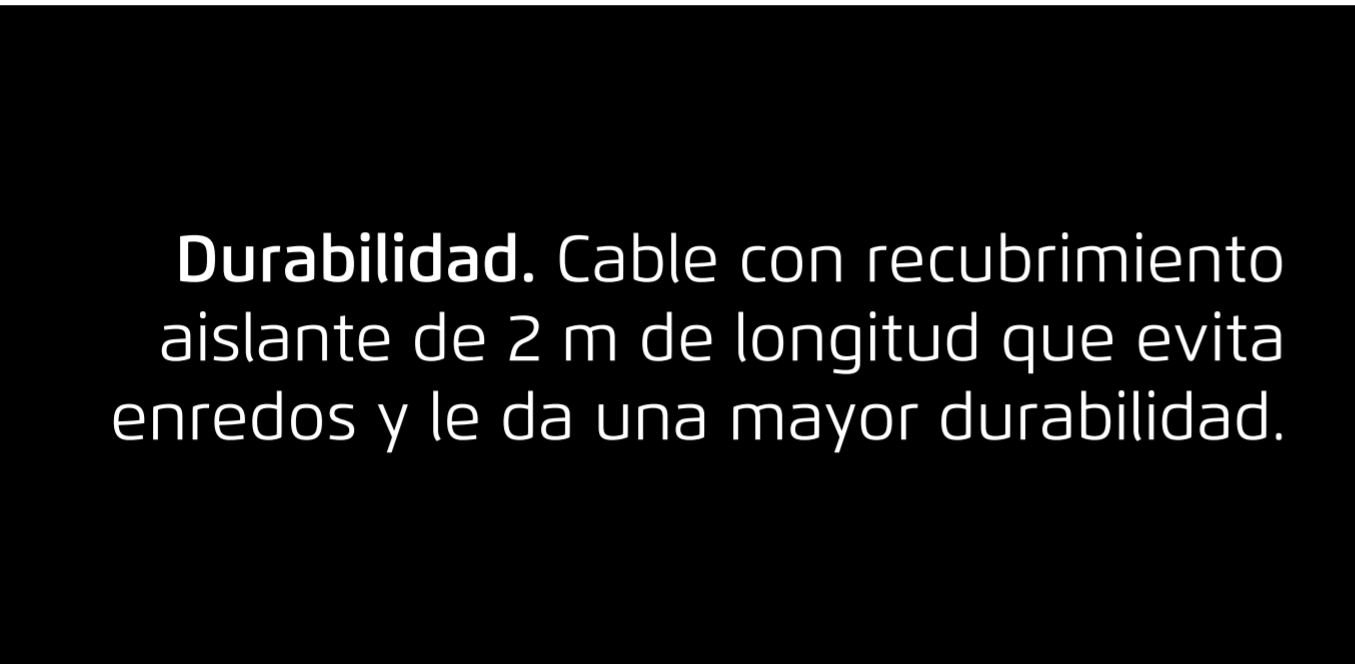 Durabilidad. Cable con recubrimiento
aislante de 2 m de longitud que evita
enredos y le da una mayor durabilidad.